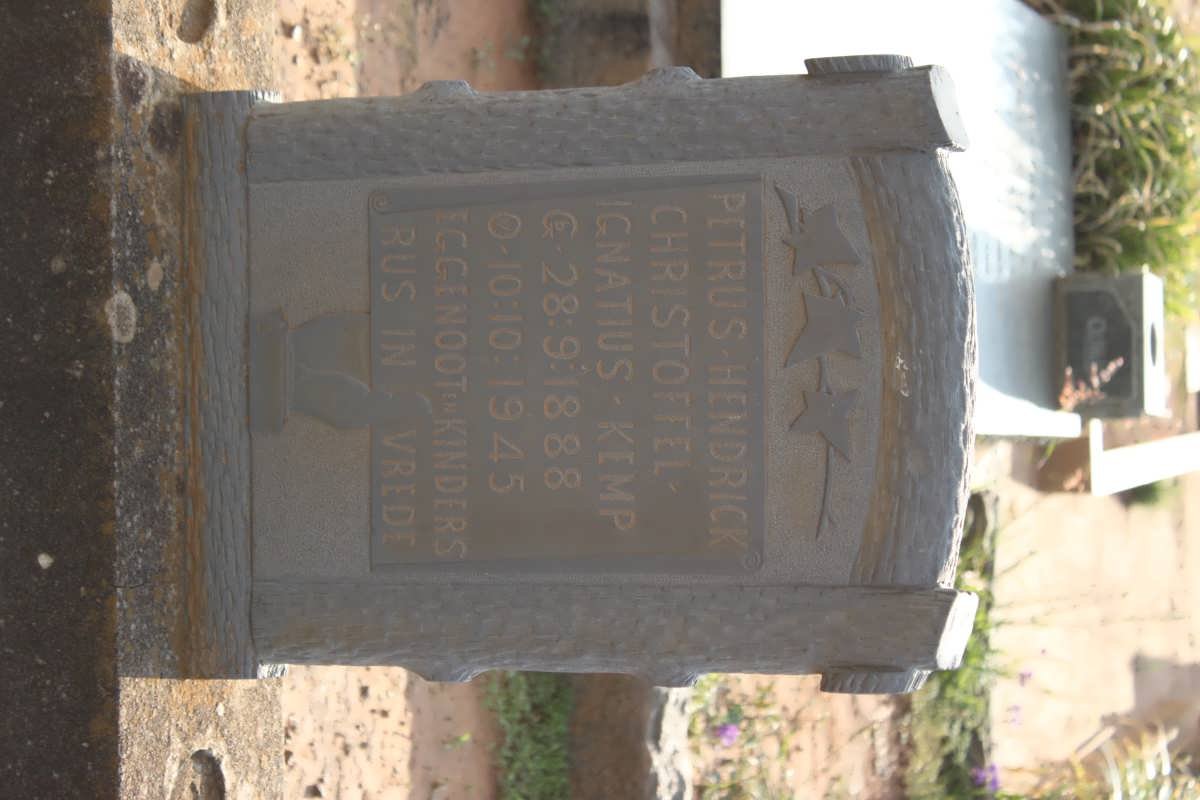 PETRUS·HENDRICK
CHRISTOFFEL·
IGNATIUS·KEMP
G·28:9:1888
O·10:10:1945
EGGENOOT EN KINDERS
RUS IN VREDE